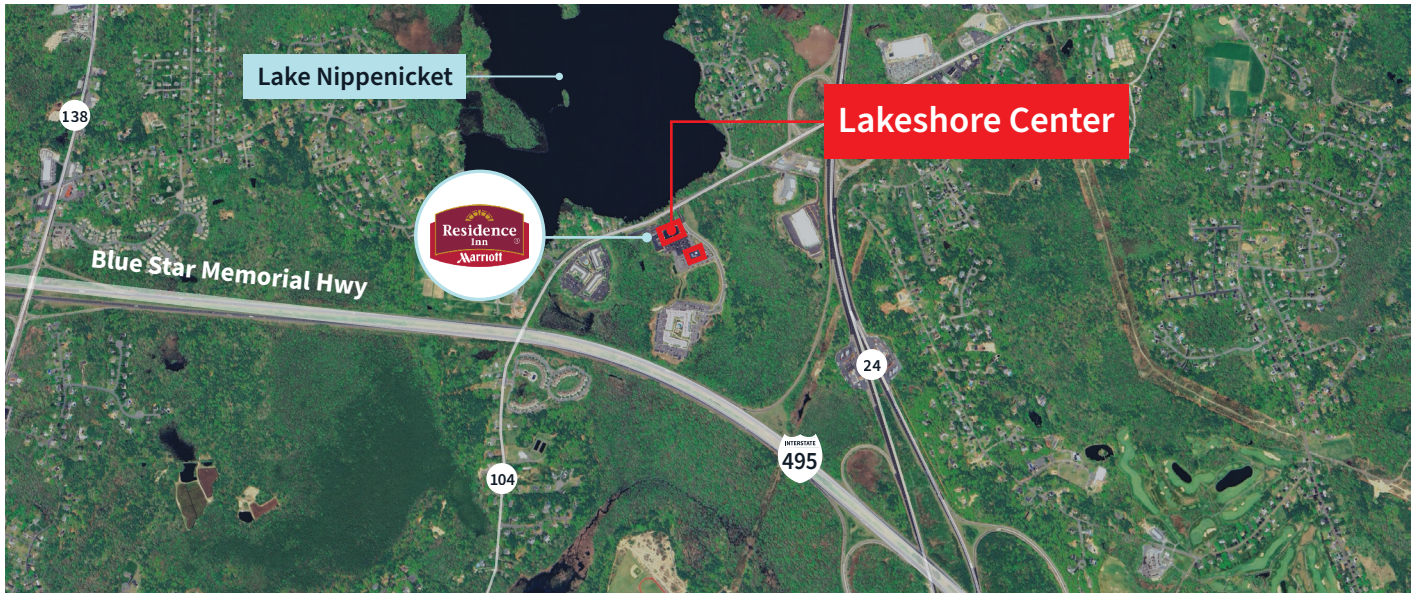 Lake Nippenicket
138
Lakeshore Center
Residence
Inn
®
Marriott
Blue Star Memorial Hwy
24
INTERSTATE
495
104